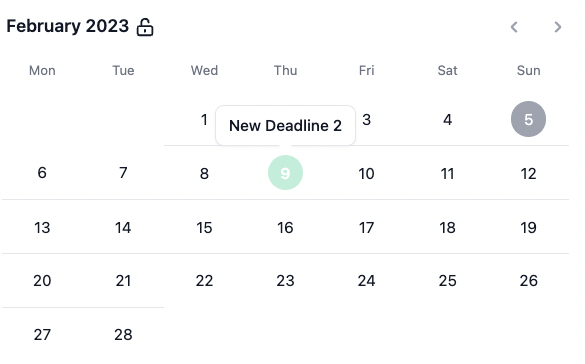 February 2023
Mon Tue Wed Thu Fri Sat Sun
1 New Deadline 2 3 4 5
6 7 8 9 10 11 12
13 14 15 16 17 18 19
20 21 22 23 24 25 26
27 28